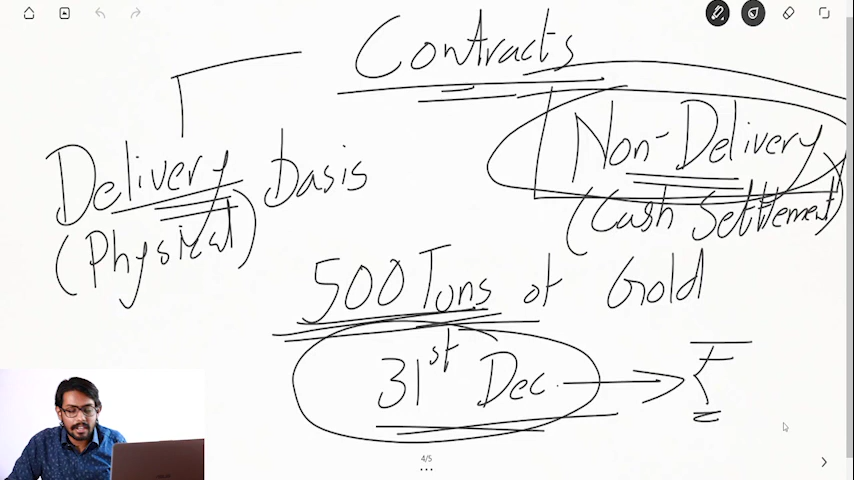 Contracts
Delivery basis
(Physical)
Non-Delivery
(Cash Settlement)
500 Tons of Gold
31st Dec. → ₹
4/5